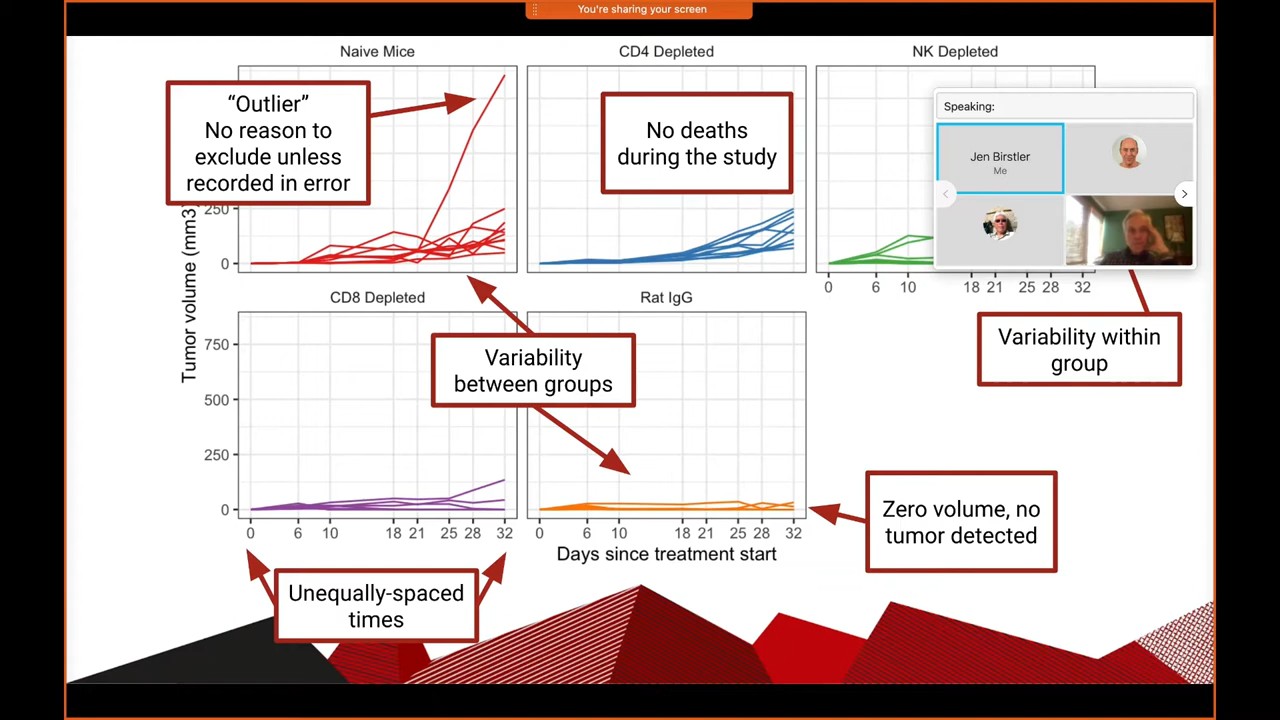 You're sharing your screen
Naive Mice
CD4 Depleted
NK Depleted
“Outlier”
No reason to
exclude unless
recorded in error
No deaths
during the study
Speaking:
Jen Birstler
Me
250
0
0 6 10 18 21 25 28 32
Tumor volume (mm3)
CD8 Depleted
Rat IgG
Variability
between groups
Variability within
group
750
500
250
0
0 6 10 18 21 25 28 32
0 6 10 18 21 25 28 32
Days since treatment start
Zero volume, no
tumor detected
Unequally-spaced
times